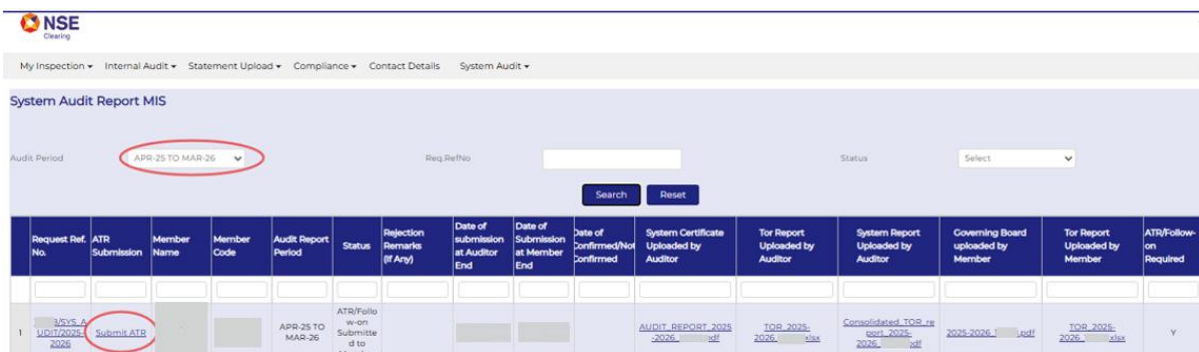 NSE
Clearing
My Inspection Internal Audit Statement Upload Compliance Contact Details System Audit
System Audit Report MIS
Audit Period APR-25 TO MAR-26 Req.RefNo Status Select
Search Reset
Request Ref. No.
ATR Submission
Member Name
Member Code
Audit Report Period
Status
Rejection Remarks (If Any)
Date of submission at Auditor End
Date of Submission at Member End
Date of Confirmed/Not Confirmed
System Certificate Uploaded by Auditor
Tor Report Uploaded by Auditor
System Report Uploaded by Auditor
Governing Board uploaded by Member
Tor Report Uploaded by Member
ATR/Follow-on Required
1
/SYS_A
UDIT/2025-
2026
Submit ATR
APR-25 TO
MAR-26
ATR/Follo
w-on
Submitte
d to
AUDIT_REPORT_2025
-2026_
TOR_2025-
2026_ xlsx
Consolidated_TOR_re
port_2025-
2026_
2025-2026_ .pdf
TOR_2025-
2026_ xlsx
Y